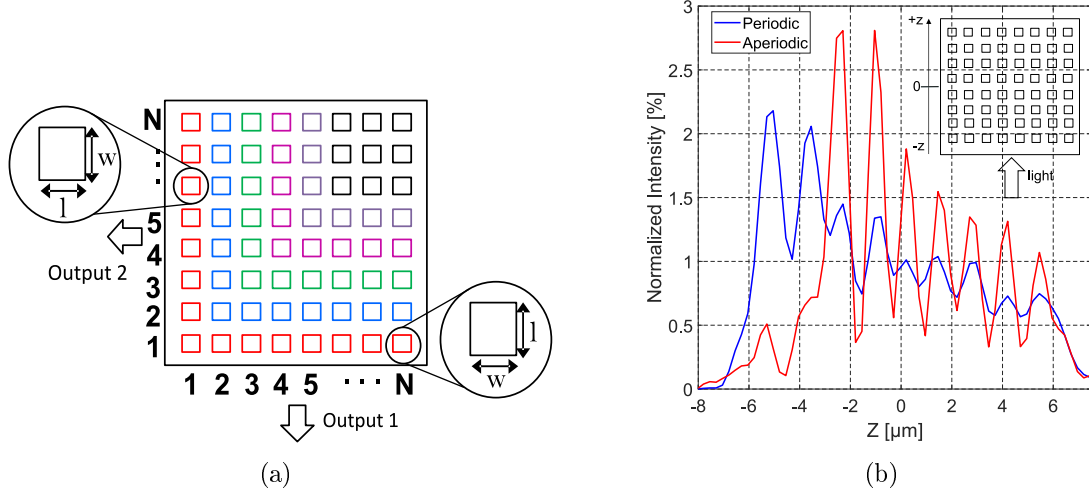 N
⋮
5
4
3
2
1
1 2 3 4 5 ···· N
w
l
l
w
Output 2
Output 1
(a)
Periodic
Aperiodic
+z
0
-z
light
Normalized Intensity [%]
3
2.5
2
1.5
1
0.5
0
-8 -6 -4 -2 0 2 4 6
Z [µm]
(b)